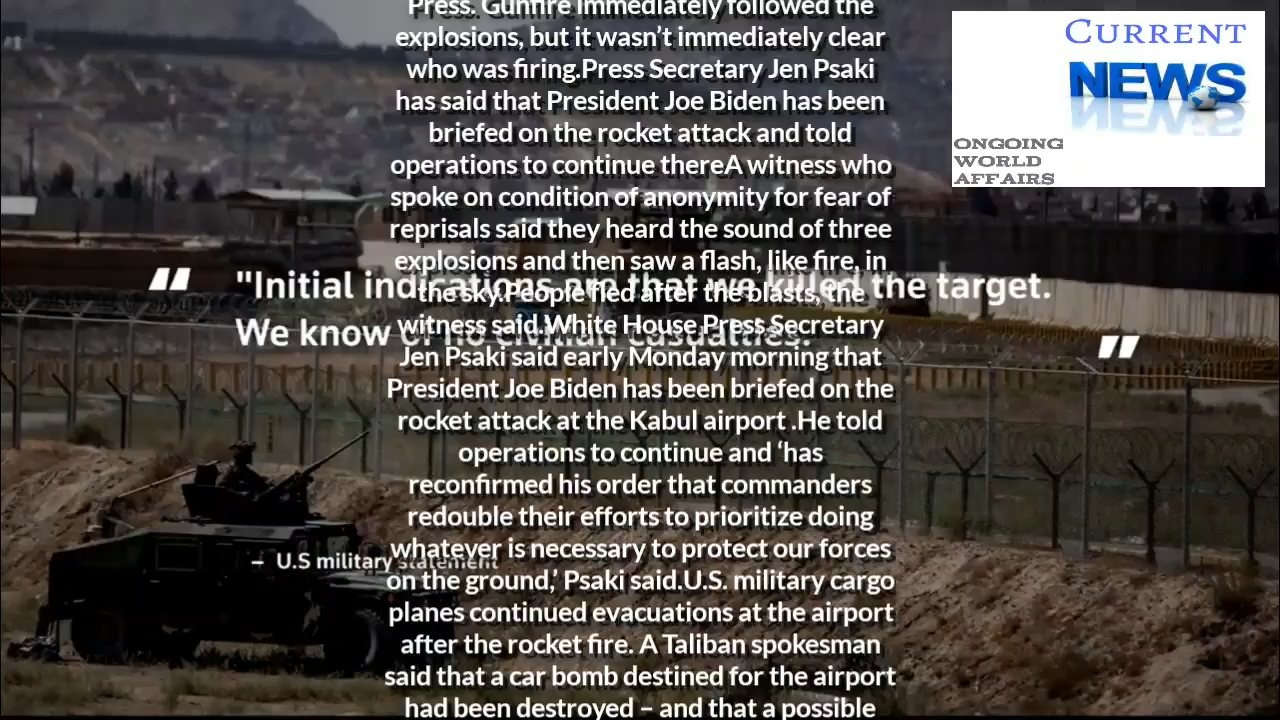 Press. Gunfire immediately followed the
explosions, but it wasn't immediately clear
who was firing.Press Secretary Jen Psaki
has said that President Joe Biden has been
briefed on the rocket attack and told
operations to continue thereA witness who
spoke on condition of anonymity for fear of
reprisals said they heard the sound of three
explosions and then saw a flash, like fire, in
the sky.People fled after the blasts, the
witness said.White House Press Secretary
Jen Psaki said early Monday morning that
President Joe Biden has been briefed on the
rocket attack at the Kabul airport .He told
operations to continue and ‘has
reconfirmed his order that commanders
redouble their efforts to prioritize doing
whatever is necessary to protect our forces
on the ground,’ Psaki said.U.S. military cargo
planes continued evacuations at the airport
after the rocket fire. A Taliban spokesman
said that a car bomb destined for the airport
had been destroyed – and that a possible
"Initial indications are that we killed the target.
We know of no civilian casualties."
– U.S military statement
CURRENT
NEWS
ONGOING
WORLD
AFFAIRS